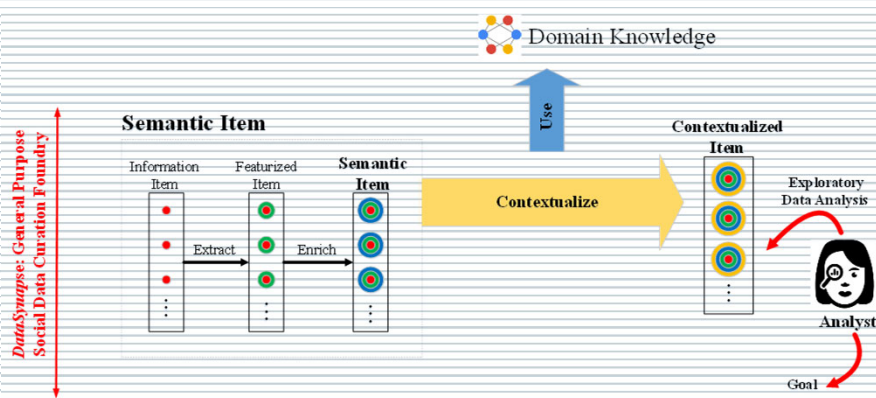 Domain Knowledge
Use
DataSynapse: General Purpose
Social Data Curation Foundry
Semantic Item
Information
Item
Featurized
Item
Semantic
Item
Extract
Enrich
Contextualize
Contextualized
Item
Exploratory
Data Analysis
Analyst
Goal